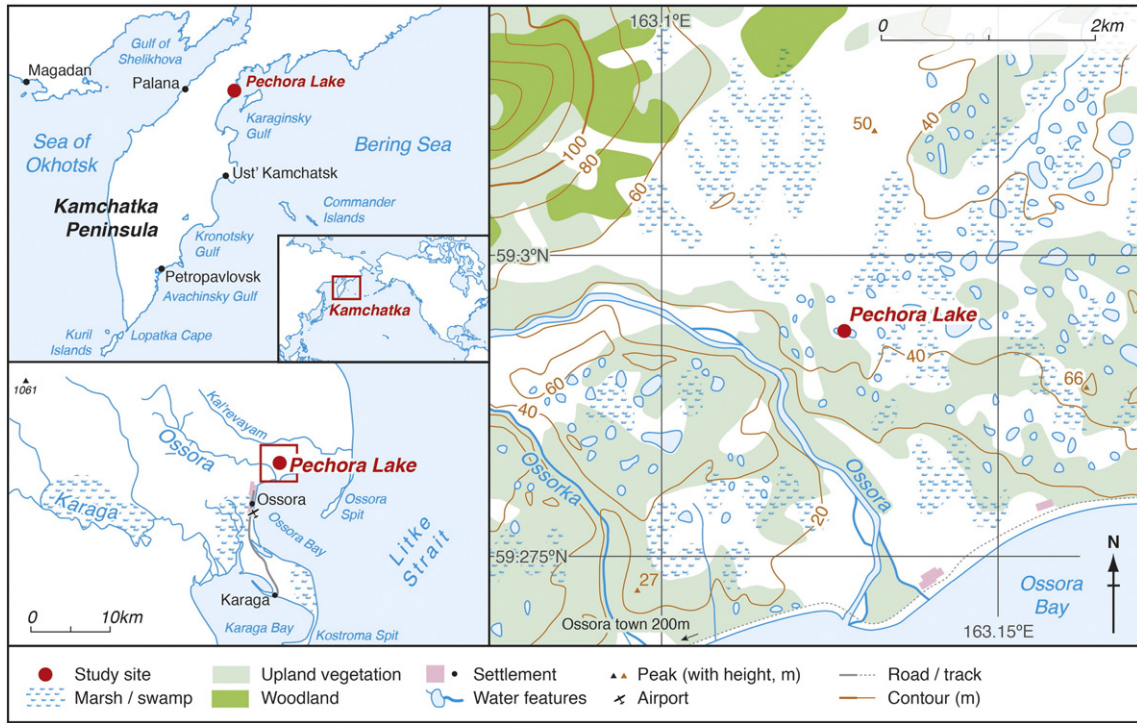 Gulf of
Shelikhova
Magadan
Palana
Pechora Lake
Karaginsky
Gulf
Sea of
Okhotsk
Bering Sea
Ust' Kamchatsk
Kamchatka
Peninsula
Commander
Islands
Kronotsky
Gulf
Petropavlovsk
Avachinsky Gulf
Kuril
Islands
Lopatka Cape
Kamchatka
1061
Kal'revayam
Ossora
Pechora Lake
Karaga
Ossora
Ossora
Spit
Ossora Bay
Litke
Strait
0 10km
Karaga
Karaga Bay
Kostroma Spit
163.1ºE
0 2km
50
40
100
80
60
59.3ºN
Pechora Lake
40
66
60
40
Ossorka
Ossora
20
59.275ºN
27
N
Ossora
Bay
Ossora town 200m
163.15ºE
Study site
Upland vegetation
Settlement
Peak (with height, m)
Road / track
Marsh / swamp
Woodland
Water features
Airport
Contour (m)